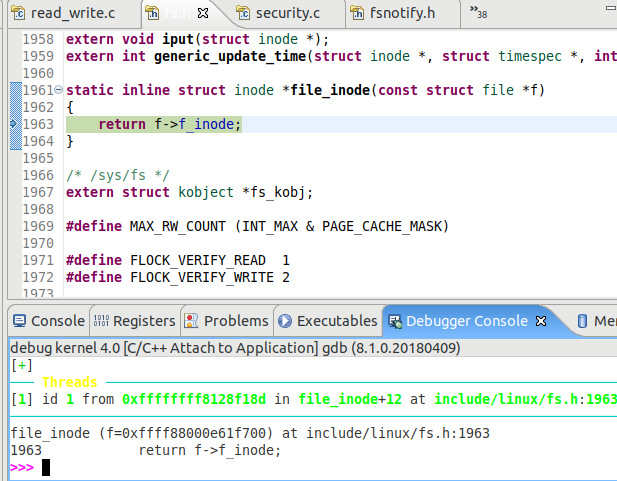 read_write.c fs.h security.c fsnotify.h »38
1958 extern void iput(struct inode *);
1959 extern int generic_update_time(struct inode *, struct timespec *, int
1960
1961 static inline struct inode *file_inode(const struct file *f)
1962 {
1963 return f->f_inode;
1964 }
1965
1966 /* /sys/fs */
1967 extern struct kobject *fs_kobj;
1968
1969 #define MAX_RW_COUNT (INT_MAX & PAGE_CACHE_MASK)
1970
1971 #define FLOCK_VERIFY_READ 1
1972 #define FLOCK_VERIFY_WRITE 2
1973
Console Registers Problems Executables Debugger Console Me
debug kernel 4.0 [C/C++ Attach to Application] gdb (8.1.0.20180409)
[+]
Threads
[1] id 1 from 0xffffffff8128f18d in file_inode+12 at include/linux/fs.h:1963
file_inode (f=0xffff88000e61f700) at include/linux/fs.h:1963
1963 return f->f_inode;
>>>